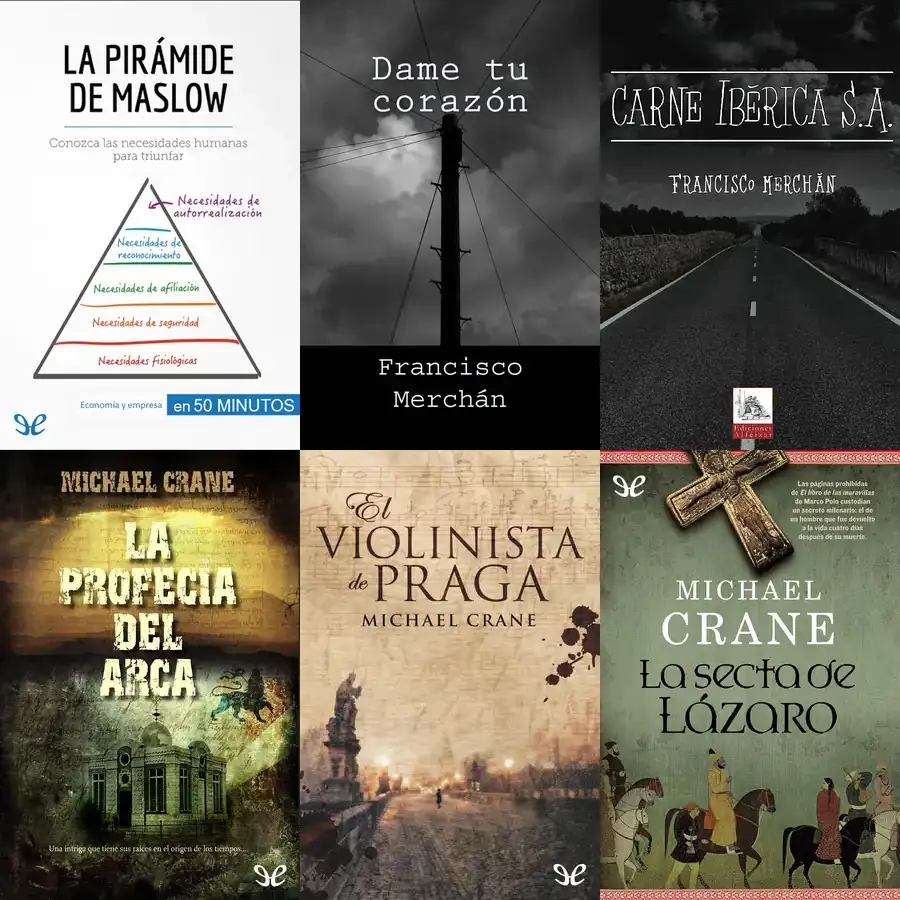 LA PIRÁMIDE
DE MASLOW
Conozca las necesidades humanas
para triunfar
Necesidades de
autorrealización
Necesidades de
reconocimiento
Necesidades de afiliación
Necesidades de seguridad
Necesidades fisiológicas
Economía y empresa
en 50 MINUTOS
Dame tu
corazón
Francisco
Merchán
CARNE IBÉRICA S.A.
FRANCISCO MERCHÁN
Ediciones
Alféizar
MICHAEL CRANE
LA
PROFECIA
DEL
ARCA
Una intriga que tiene sus raíces en el origen de los tiempos...
El
VIOLINISTA
de PRAGA
MICHAEL CRANE
Las páginas prohibidas
de El libro de las maravillas
de Marco Polo custodian
un secreto milenario: el de
un hombre que fue devuelto
a la vida cuatro días
después de su muerte.
MICHAEL
CRANE
La secta de
Lázaro